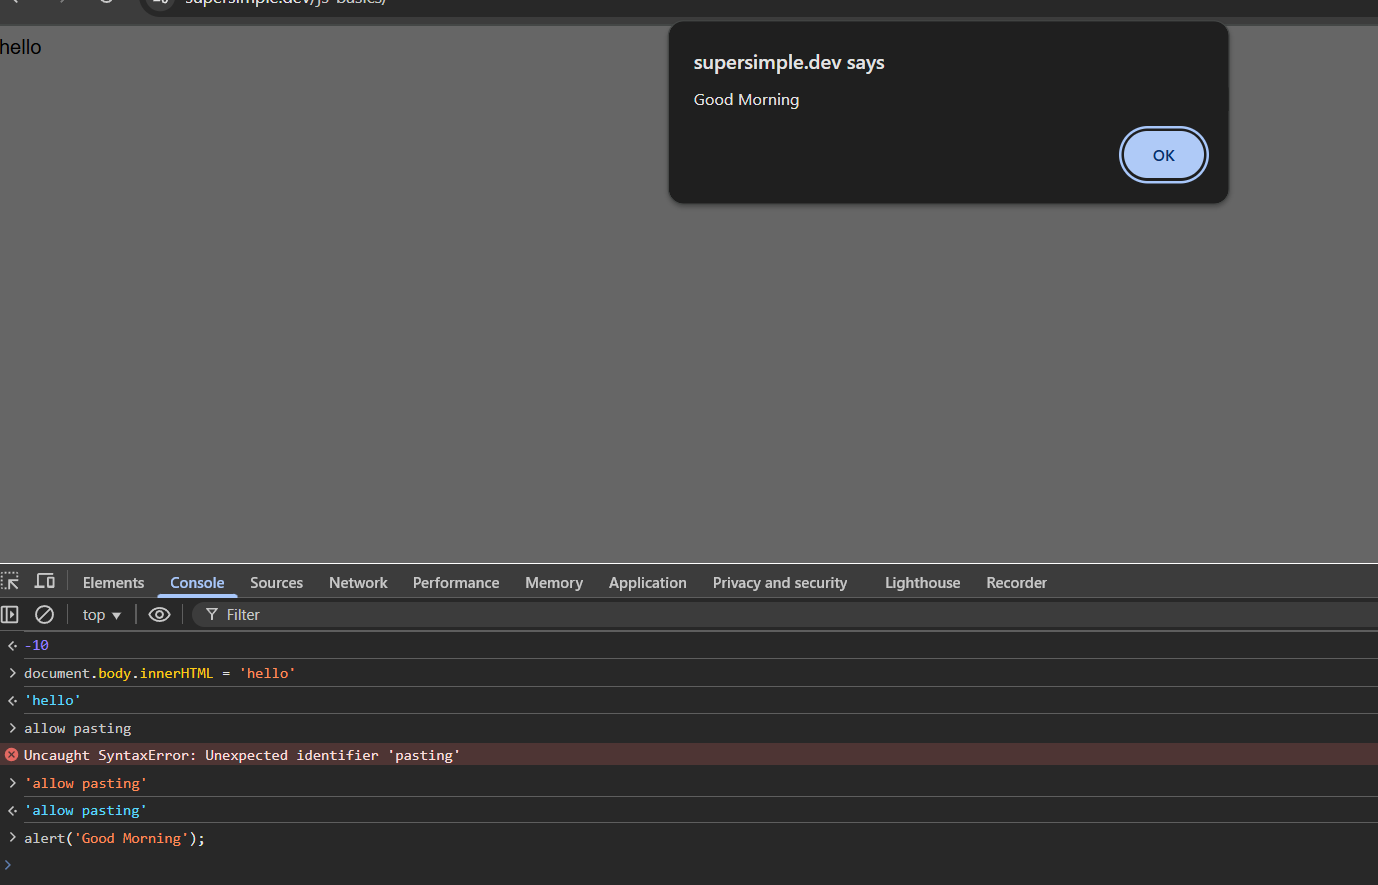 supersimple.dev/js-basics/
hello
supersimple.dev says
Good Morning
OK
Elements Console Sources Network Performance Memory Application Privacy and security Lighthouse Recorder
top Filter
-10
document.body.innerHTML = 'hello'
'hello'
allow pasting
Uncaught SyntaxError: Unexpected identifier 'pasting'
'allow pasting'
'allow pasting'
alert('Good Morning');